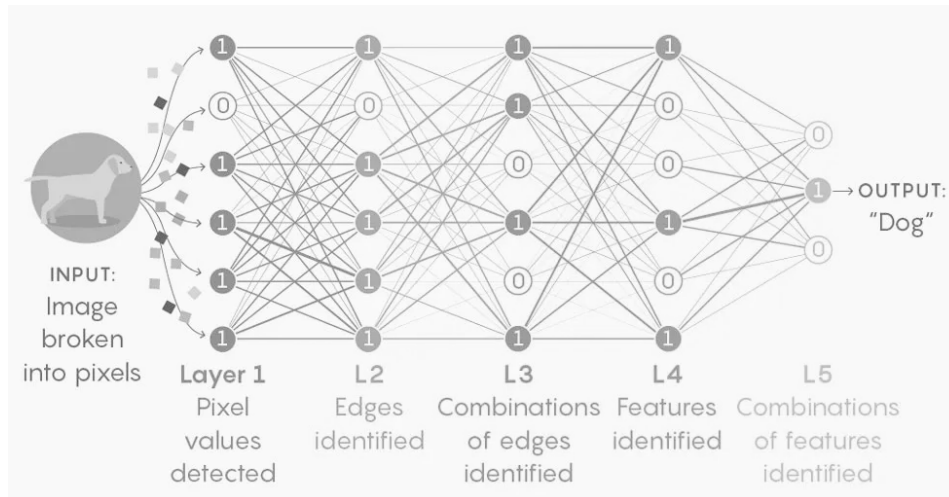 1 1 1 1
0 0 1 0
0
1 1 0 0
1 OUTPUT:
"Dog"
1 1 1 1
0
INPUT:
Image
broken
into pixels
1 1 0 0
1 1 1 1
Layer 1
Pixel
values
detected
L2
Edges
identified
L3
Combinations
of edges
identified
L4
Features
identified
L5
Combinations
of features
identified